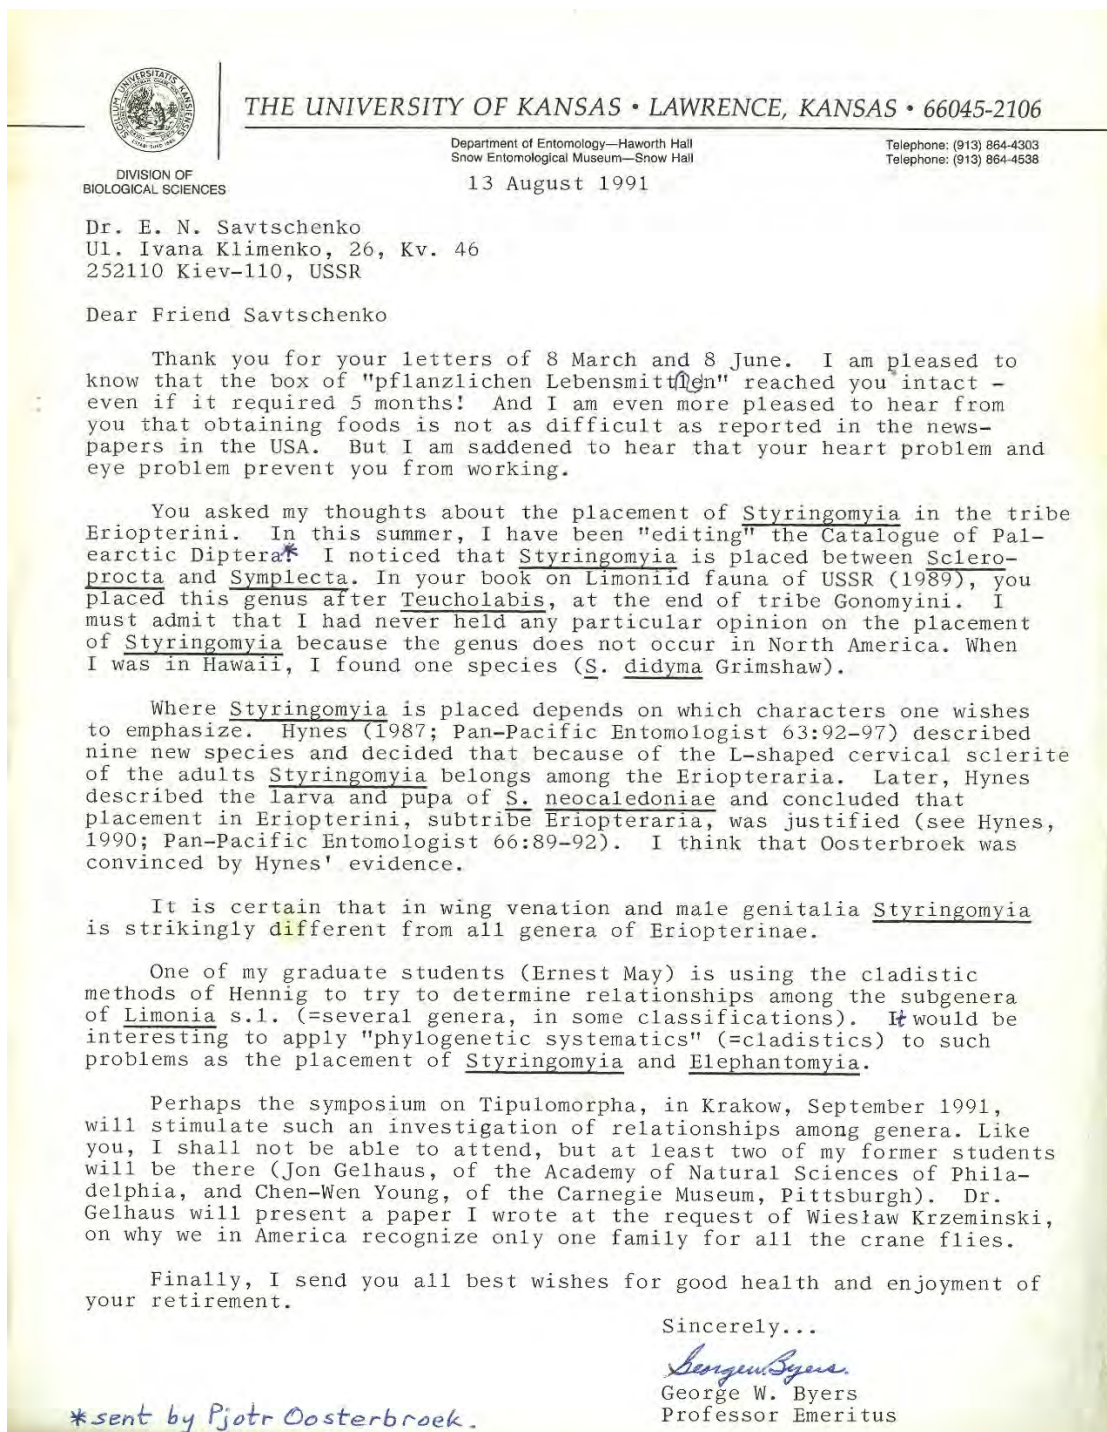 THE UNIVERSITY OF KANSAS • LAWRENCE, KANSAS • 66045-2106
Department of Entomology—Haworth Hall
Snow Entomological Museum—Snow Hall
Telephone: (913) 864-4303
Telephone: (913) 864-4538
DIVISION OF
BIOLOGICAL SCIENCES
13 August 1991
Dr. E. N. Savtschenko
Ul. Ivana Klimenko, 26, Kv. 46
252110 Kiev-110, USSR
Dear Friend Savtschenko
Thank you for your letters of 8 March and 8 June. I am pleased to
know that the box of "pflanzlichen Lebensmitteln" reached you intact –
even if it required 5 months! And I am even more pleased to hear from
you that obtaining foods is not as difficult as reported in the news-
papers in the USA. But I am saddened to hear that your heart problem and
eye problem prevent you from working.
You asked my thoughts about the placement of Styringomyia in the tribe
Eriopterini. In this summer, I have been "editing" the Catalogue of Pal-
earctic Diptera.* I noticed that Styringomyia is placed between Sclero-
procta and Symplecta. In your book on Limoniid fauna of USSR (1989), you
placed this genus after Teucholabis, at the end of tribe Gonomyini. I
must admit that I had never held any particular opinion on the placement
of Styringomyia because the genus does not occur in North America. When
I was in Hawaii, I found one species (S. didyma Grimshaw).
Where Styringomyia is placed depends on which characters one wishes
to emphasize. Hynes (1987; Pan-Pacific Entomologist 63:92-97) described
nine new species and decided that because of the L-shaped cervical sclerite
of the adults Styringomyia belongs among the Eriopteraria. Later, Hynes
described the larva and pupa of S. neocaledoniae and concluded that
placement in Eriopterini, subtribe Eriopteraria, was justified (see Hynes,
1990; Pan-Pacific Entomologist 66:89-92). I think that Oosterbroek was
convinced by Hynes' evidence.
It is certain that in wing venation and male genitalia Styringomyia
is strikingly different from all genera of Eriopterinae.
One of my graduate students (Ernest May) is using the cladistic
methods of Hennig to try to determine relationships among the subgenera
of Limonia s.l. (=several genera, in some classifications). It would be
interesting to apply "phylogenetic systematics" (=cladistics) to such
problems as the placement of Styringomyia and Elephantomyia.
Perhaps the symposium on Tipulomorpha, in Krakow, September 1991,
will stimulate such an investigation of relationships among genera. Like
you, I shall not be able to attend, but at least two of my former students
will be there (Jon Gelhaus, of the Academy of Natural Sciences of Phila-
delphia, and Chen-Wen Young, of the Carnegie Museum, Pittsburgh). Dr.
Gelhaus will present a paper I wrote at the request of Wiesław Krzeminski,
on why we in America recognize only one family for all the crane flies.
Finally, I send you all best wishes for good health and enjoyment of
your retirement.
Sincerely...
George W. Byers.
George W. Byers
Professor Emeritus
*sent by Pjotr Oosterbroek.